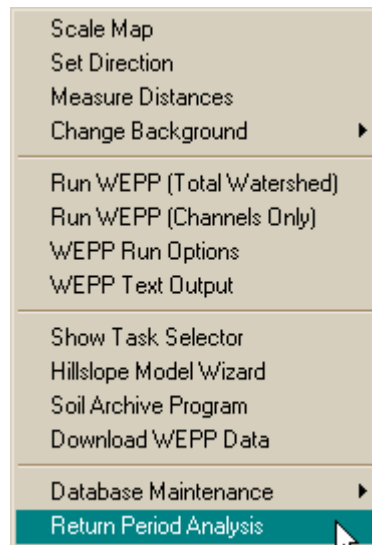 Scale Map
Set Direction
Measure Distances
Change Background
Run WEPP (Total Watershed)
Run WEPP (Channels Only)
WEPP Run Options
WEPP Text Output
Show Task Selector
Hillslope Model Wizard
Soil Archive Program
Download WEPP Data
Database Maintenance
Return Period Analysis